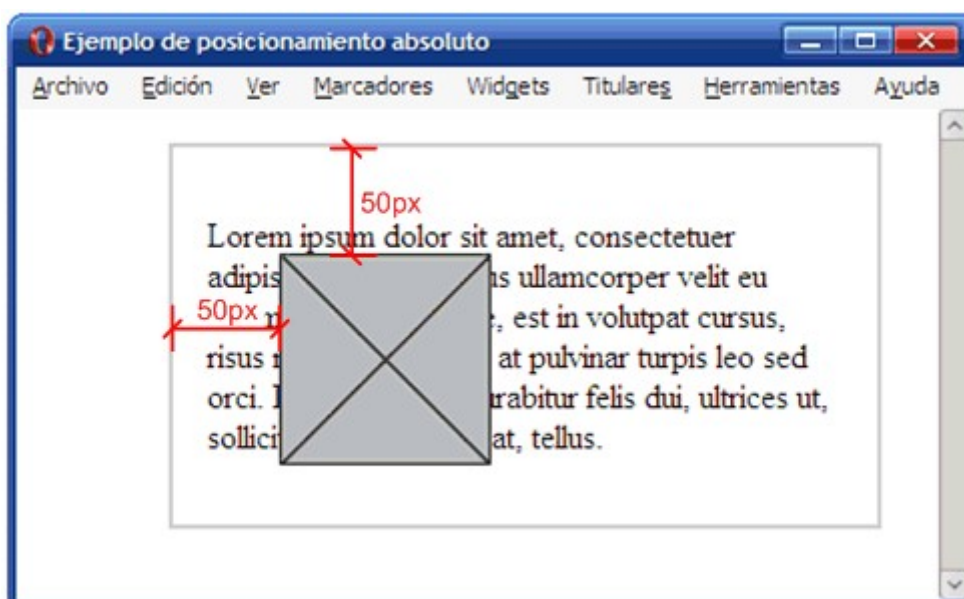 Ejemplo de posicionamiento absoluto
Archivo Edición Ver Marcadores Widgets Titulares Herramientas Ayuda
50px
Lorem ipsum dolor sit amet, consectetuer
adipis us ullamcorper velit eu
50px e, est in volutpat cursus,
risus at pulvinar turpis leo sed
orci. rabitur felis dui, ultrices ut,
sollicit at, tellus.